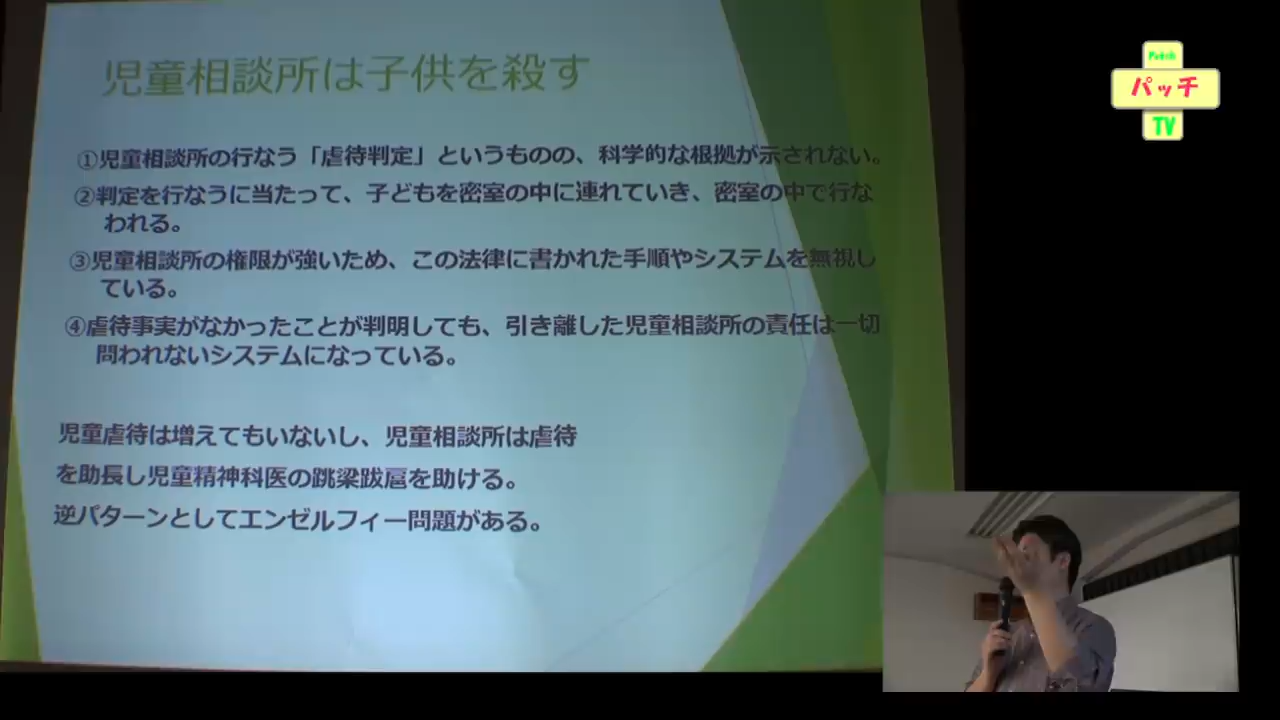 児童相談所は子供を殺す
①児童相談所の行なう「虐待判定」というものの、科学的な根拠が示されない。
②判定を行なうに当たって、子どもを密室の中に連れていき、密室の中で行な
われる。
③児童相談所の権限が強いため、この法律に書かれた手順やシステムを無視し
ている。
④虐待事実がなかったことが判明しても、引き離した児童相談所の責任は一切
問われないシステムになっている。
児童虐待は増えてもいないし、児童相談所は虐待
を助長し児童精神科医の跳梁跋扈を助ける。
逆パターンとしてエンゼルフィー問題がある。
Patch
パッチ
TV